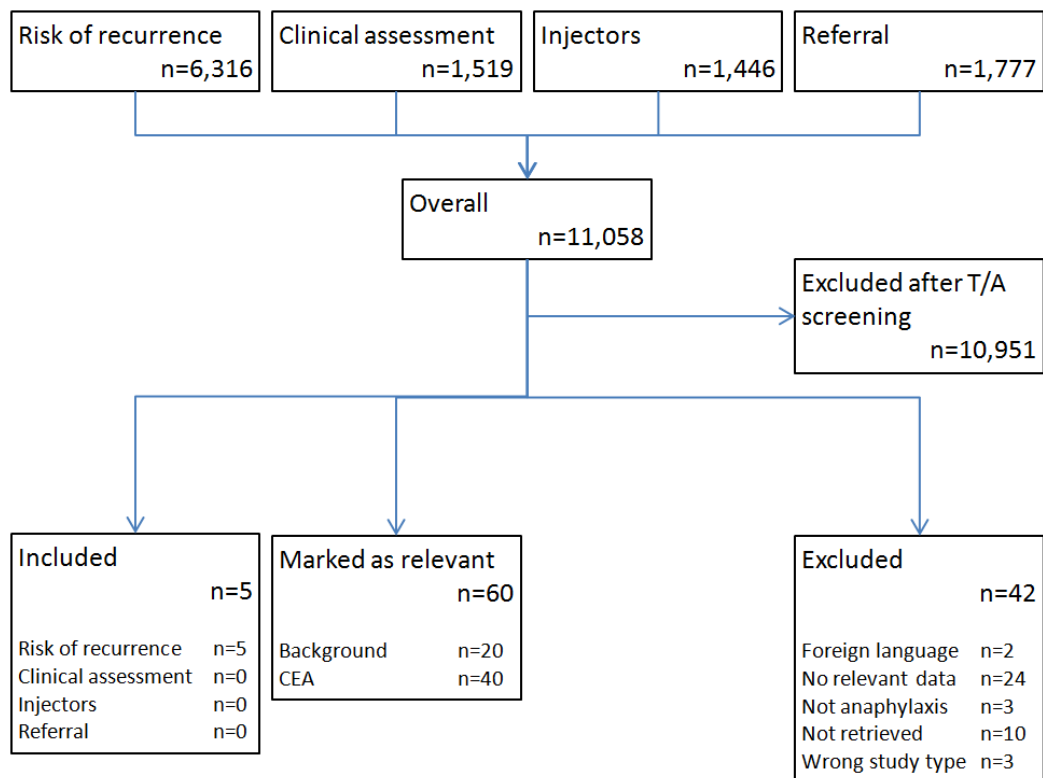 Risk of recurrence
n=6,316
Clinical assessment
n=1,519
Injectors
n=1,446
Referral
n=1,777
Overall
n=11,058
Excluded after T/A
screening
n=10,951
Included
n=5
Risk of recurrence n=5
Clinical assessment n=0
Injectors n=0
Referral n=0
Marked as relevant
n=60
Background n=20
CEA n=40
Excluded
n=42
Foreign language n=2
No relevant data n=24
Not anaphylaxis n=3
Not retrieved n=10
Wrong study type n=3